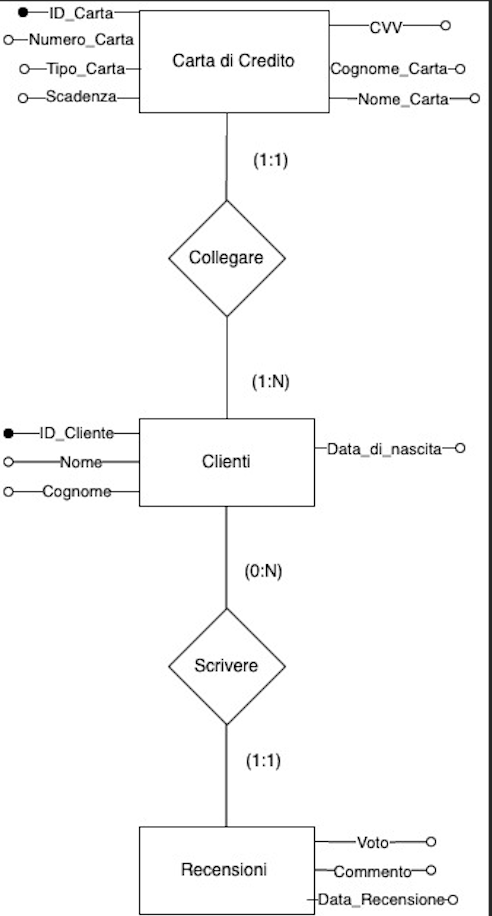 ID_Carta
Numero_Carta
Tipo_Carta
Scadenza
Carta di Credito
CVV
Cognome_Carta
Nome_Carta
(1:1)
Collegare
(1:N)
ID_Cliente
Nome
Cognome
Clienti
Data_di_nascita
(0:N)
Scrivere
(1:1)
Recensioni
Voto
Commento
Data_Recensione